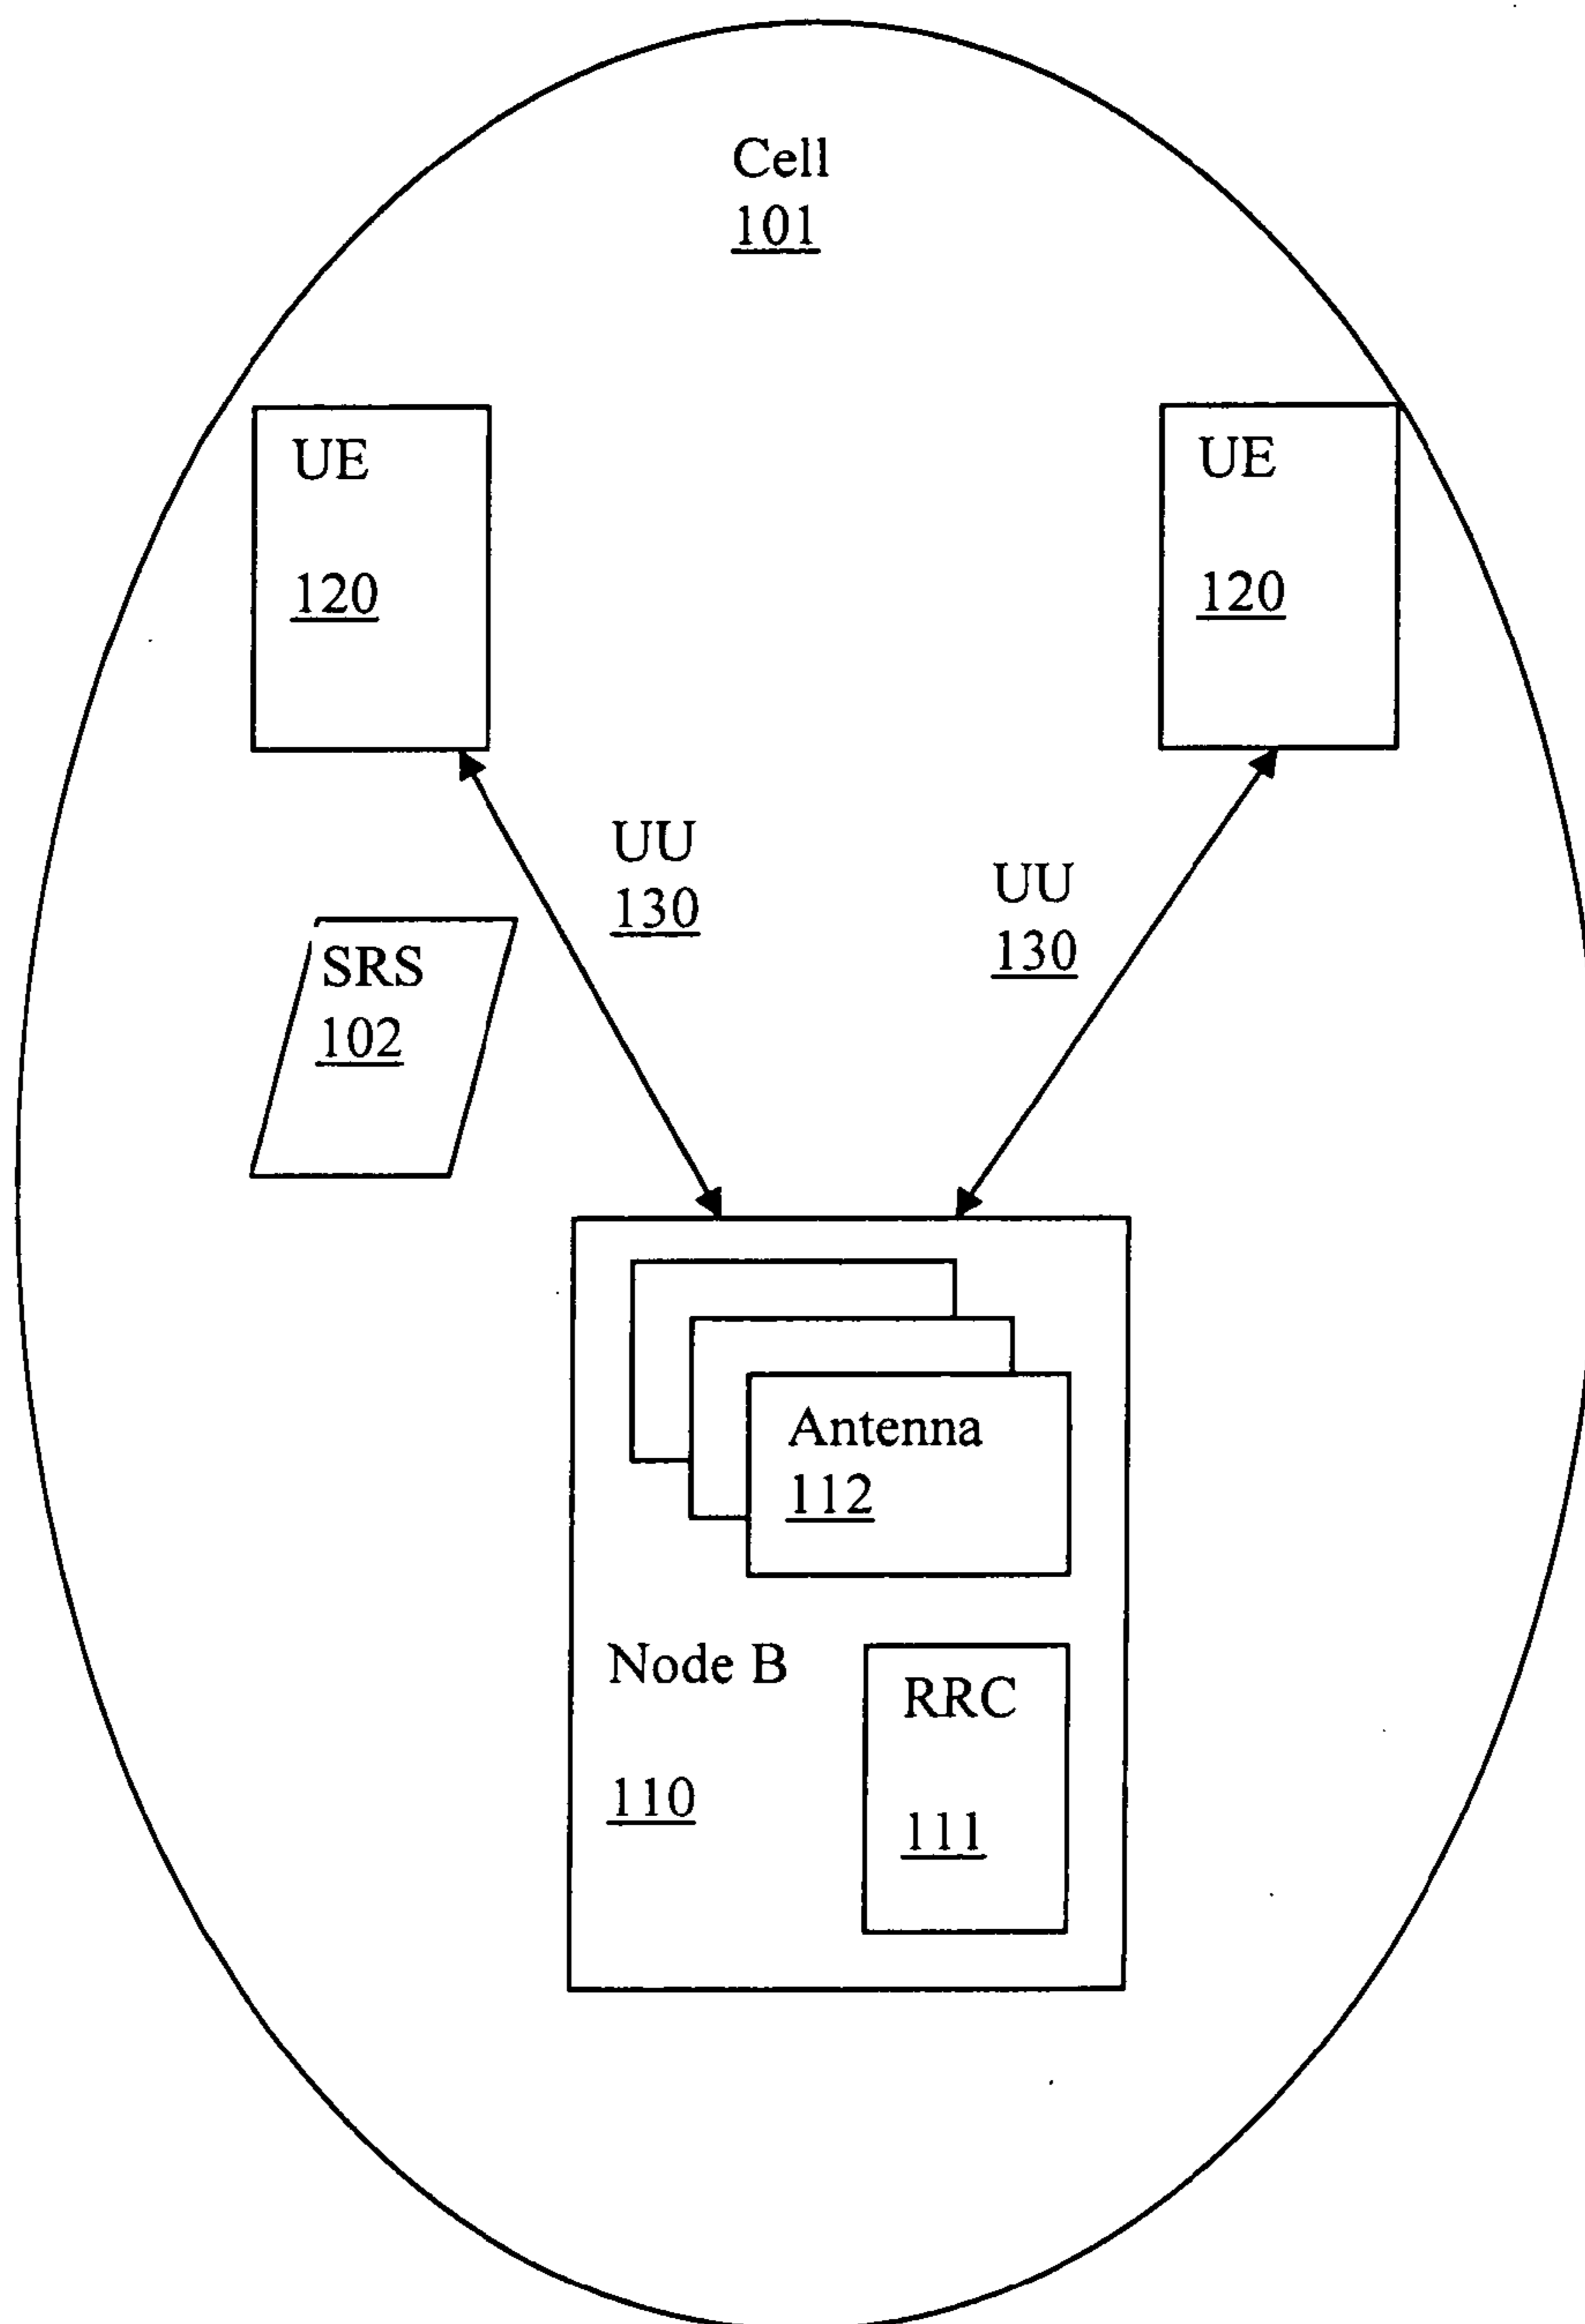 Cell
101
UE
120
UE
120
UU
130
UU
130
SRS
102
Antenna
112
Node B
110
RRC
111